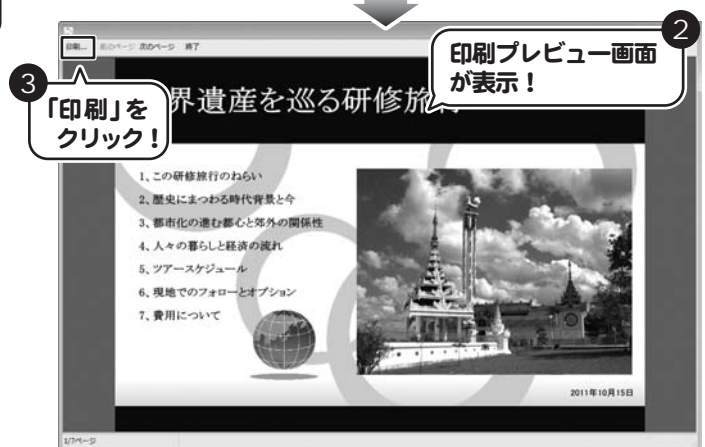 2
印刷プレビュー画面
が表示！
印刷... 前のページ 次のページ 終了
3
「印刷」を
クリック！
界遺産を巡る研修旅
1、この研修旅行のねらい
2、歴史にまつわる時代背景と今
3、都市化の進む都心と郊外の関係性
4、人々の暮らしと経済の流れ
5、ツアースケジュール
6、現地でのフォローとオプション
7、費用について
2011年10月15日
1/7ページ